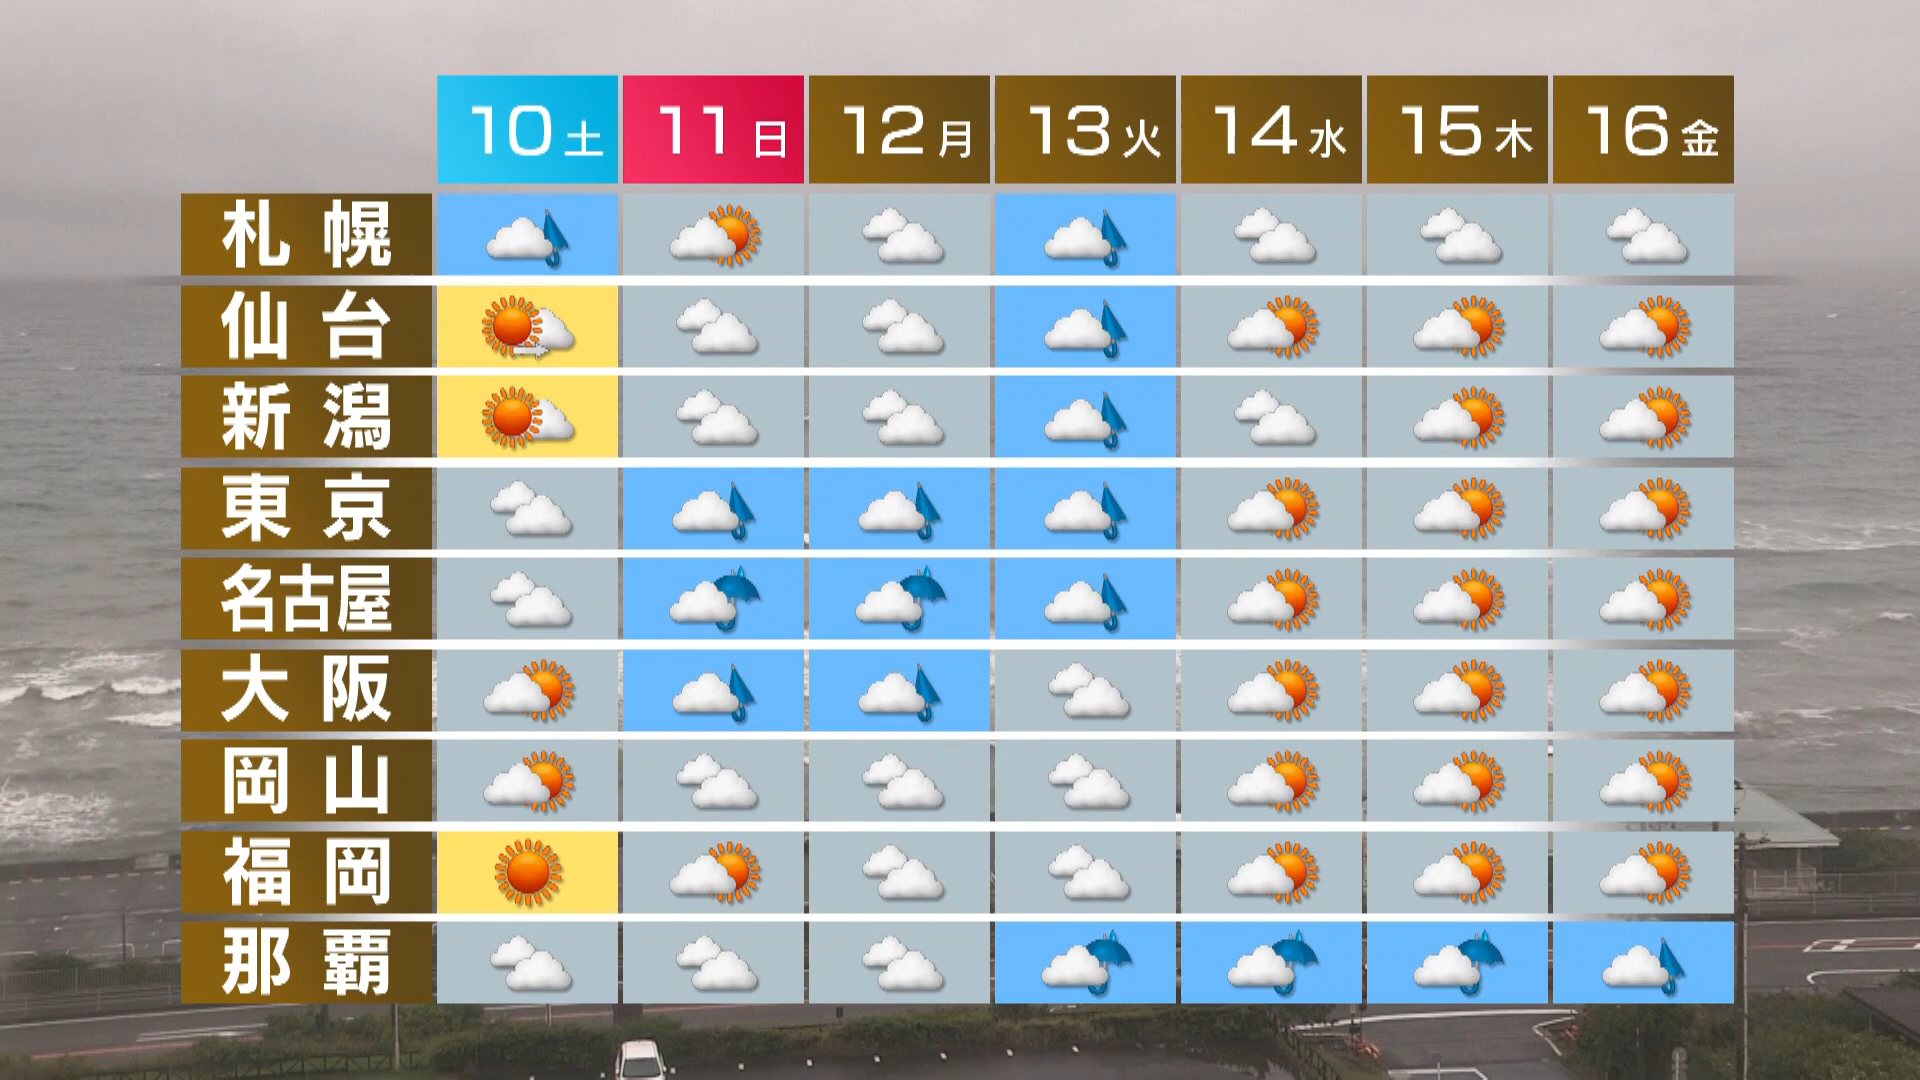 10土 11日 12月 13火 14水 15木 16金
札幌
仙台
新潟
東京
名古屋
大阪
岡山
福岡
那覇